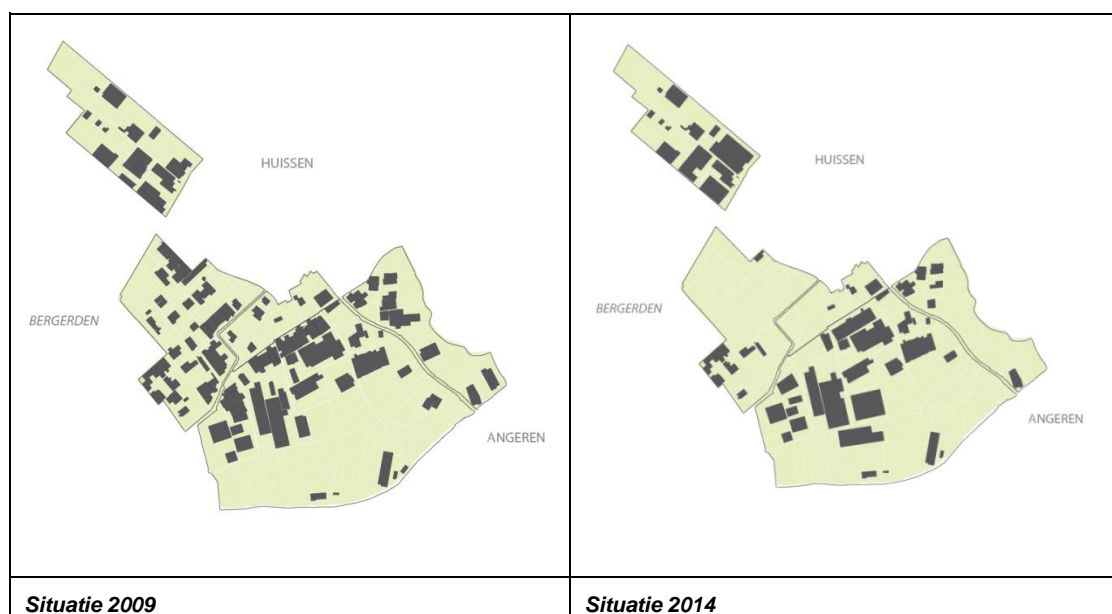 HUISSEN
BERGERDEN
ANGEREN
Situatie 2009
HUISSEN
BERGERDEN
ANGEREN
Situatie 2014